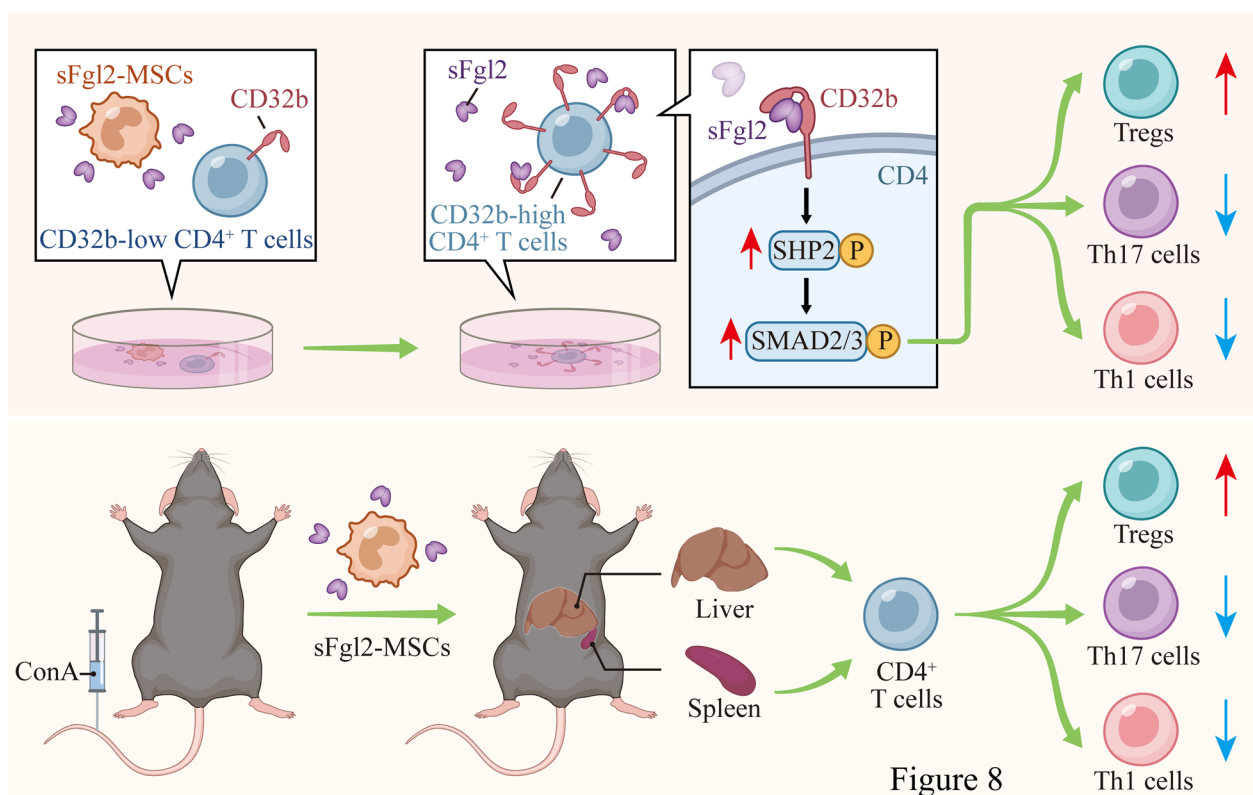 sFgl2-MSCs
CD32b
CD32b-low CD4⁺ T cells
sFgl2
CD32b-high
CD4⁺ T cells
CD32b
sFgl2
CD4
SHP2 P
SMAD2/3 P
Tregs
Th17 cells
Th1 cells
ConA
sFgl2-MSCs
Liver
Spleen
CD4⁺
T cells
Tregs
Th17 cells
Th1 cells
Figure 8